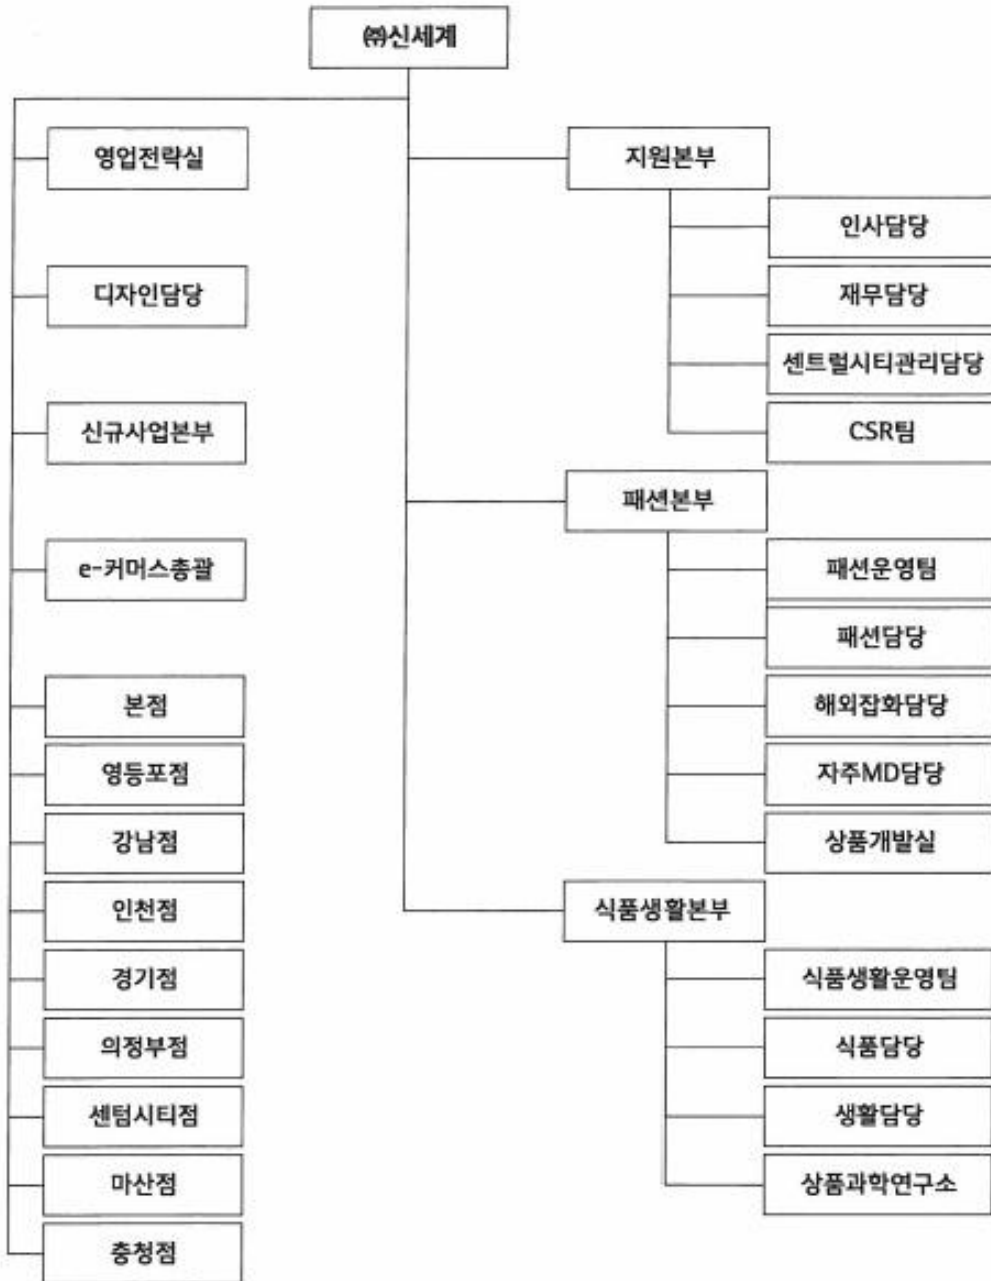 ㈜신세계
영업전략실
디자인담당
신규사업본부
e-커머스총괄
본점
영등포점
강남점
인천점
경기점
의정부점
센텀시티점
마산점
충청점
지원본부
인사담당
재무담당
센트럴시티관리담당
CSR팀
패션본부
패션운영팀
패션담당
해외잡화담당
자주MD담당
상품개발실
식품생활본부
식품생활운영팀
식품담당
생활담당
상품과학연구소